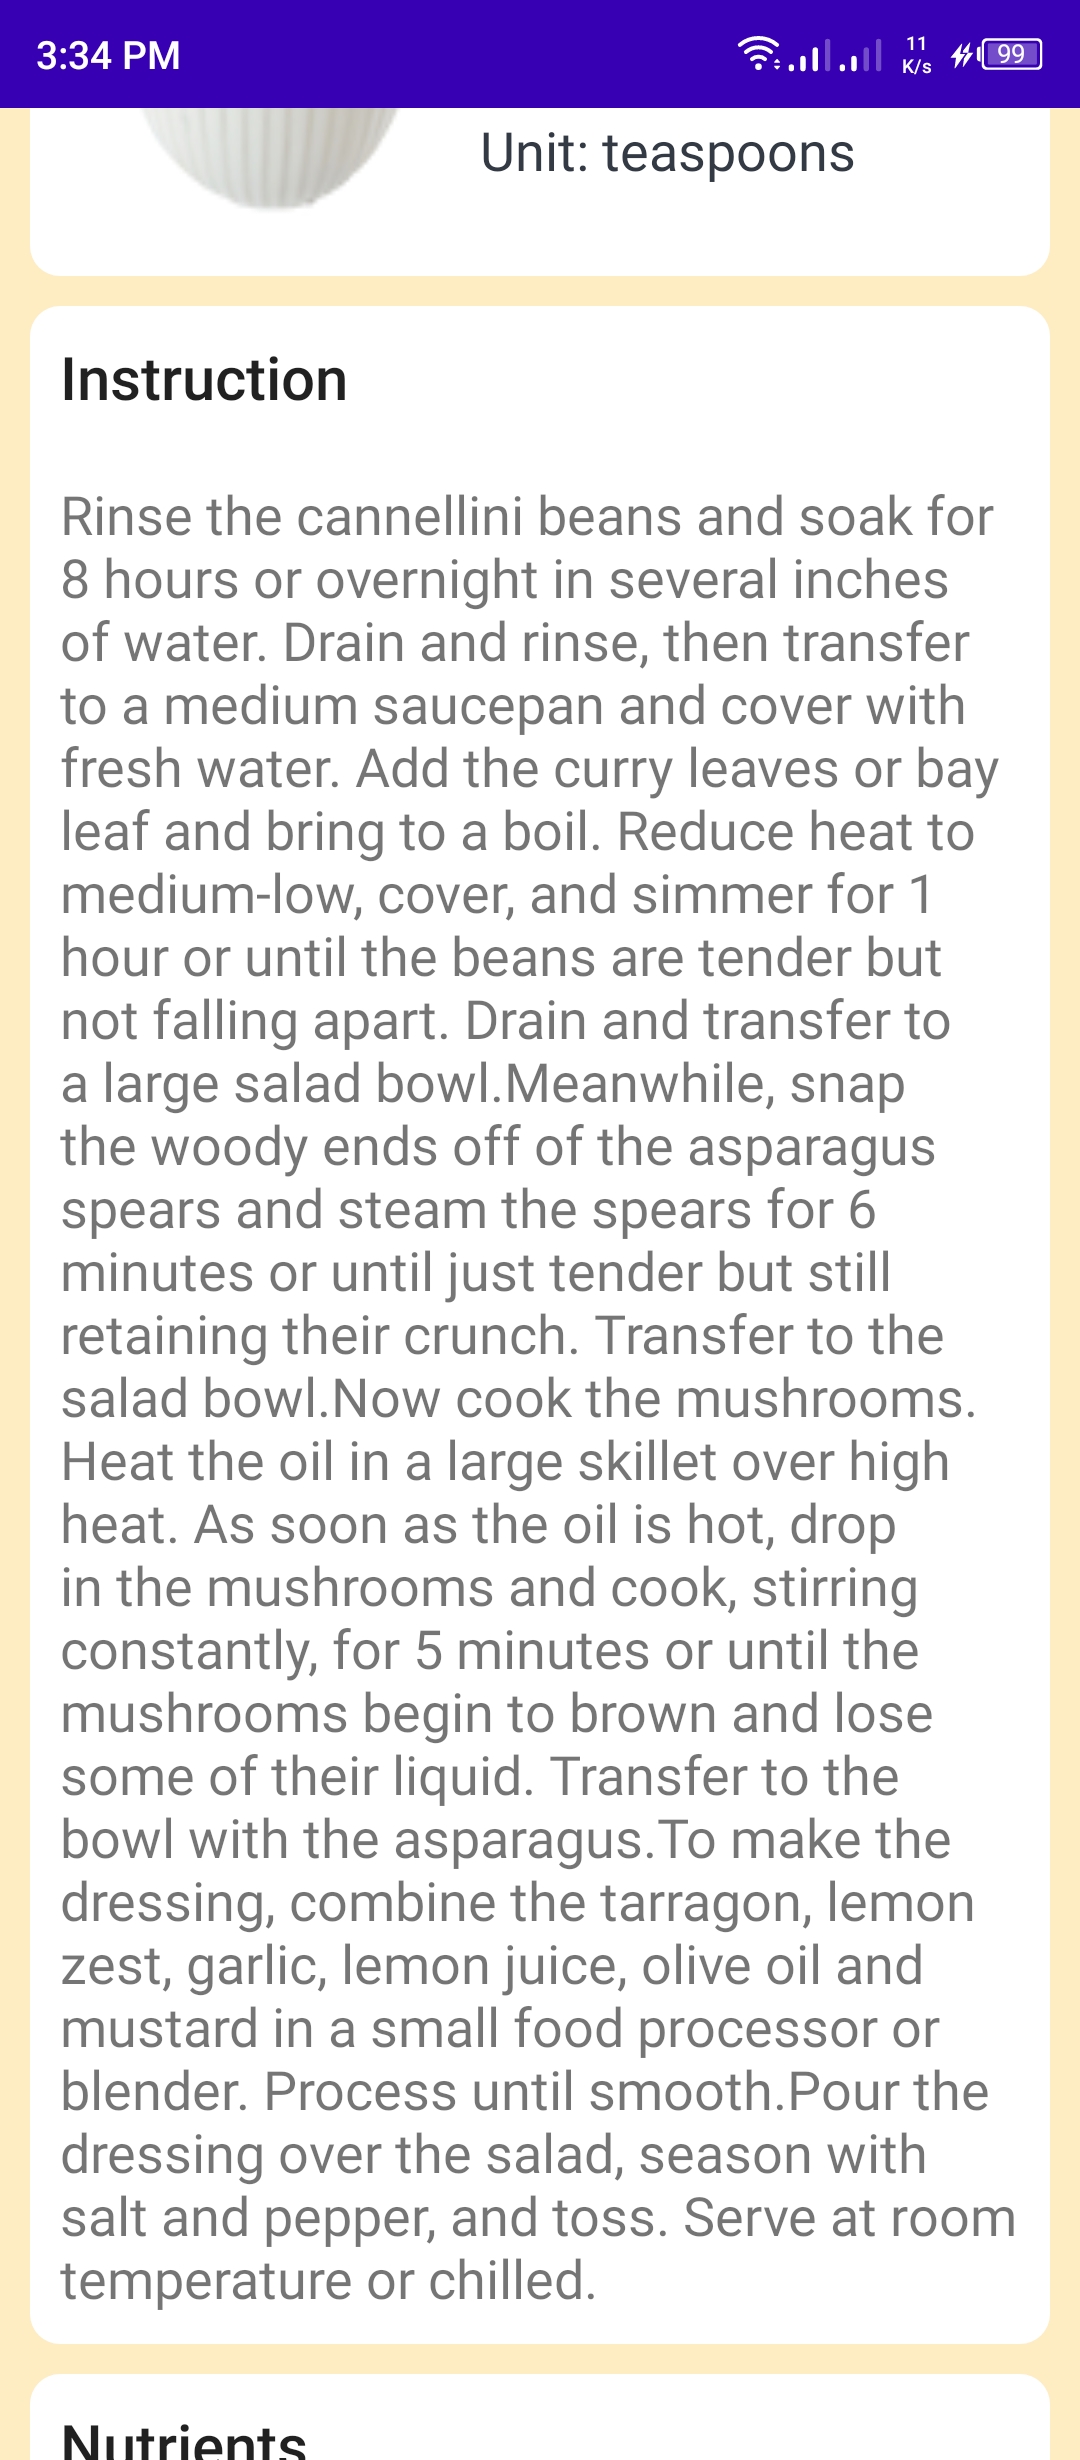 3:34 PM
11
K/s
99
Unit: teaspoons
Instruction
Rinse the cannellini beans and soak for
8 hours or overnight in several inches
of water. Drain and rinse, then transfer
to a medium saucepan and cover with
fresh water. Add the curry leaves or bay
leaf and bring to a boil. Reduce heat to
medium-low, cover, and simmer for 1
hour or until the beans are tender but
not falling apart. Drain and transfer to
a large salad bowl.Meanwhile, snap
the woody ends off of the asparagus
spears and steam the spears for 6
minutes or until just tender but still
retaining their crunch. Transfer to the
salad bowl.Now cook the mushrooms.
Heat the oil in a large skillet over high
heat. As soon as the oil is hot, drop
in the mushrooms and cook, stirring
constantly, for 5 minutes or until the
mushrooms begin to brown and lose
some of their liquid. Transfer to the
bowl with the asparagus.To make the
dressing, combine the tarragon, lemon
zest, garlic, lemon juice, olive oil and
mustard in a small food processor or
blender. Process until smooth.Pour the
dressing over the salad, season with
salt and pepper, and toss. Serve at room
temperature or chilled.
Nutrients